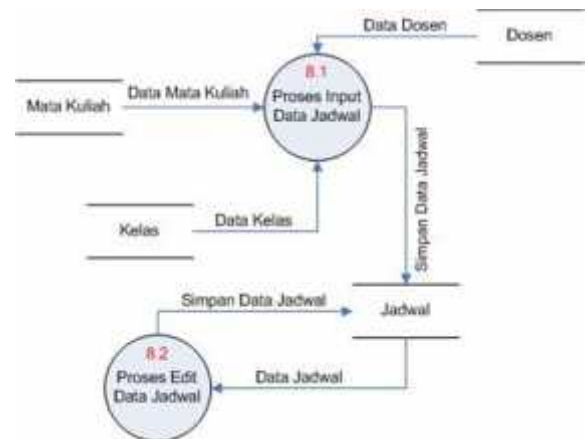 Data Dosen
Dosen
8.1
Proses Input
Data Jadwal
Data Mata Kuliah
Mata Kuliah
Simpan Data Jadwal
Data Kelas
Kelas
Simpan Data Jadwal
Jadwal
8.2
Proses Edit
Data Jadwal
Data Jadwal